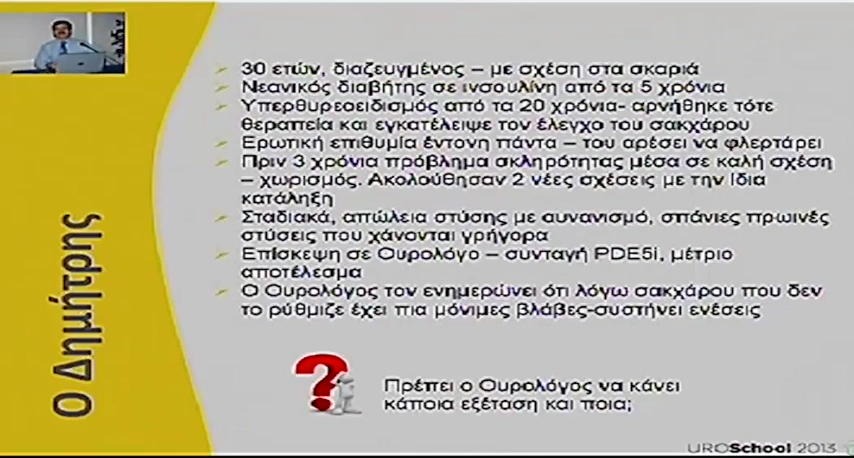 Ο Δημήτρης
30 ετών, διαζευγμένος – με σχέση στα σκαριά
Νεανικός διαβήτης σε ινσουλίνη από τα 5 χρόνια
Υπερθυρεοειδισμός από τα 20 χρόνια- αρνήθηκε τότε
θεραπεία και εγκατέλειψε τον έλεγχο του σακχάρου
Ερωτική επιθυμία έντονη πάντα – του αρέσει να φλερτάρει
Πριν 3 χρόνια πρόβλημα σκληρότητας μέσα σε καλή σχέση
– χωρισμός. Ακολούθησαν 2 νέες σχέσεις με την ίδια
κατάληξη
Σταδιακά, απώλεια στύσης με αυνανισμό, σπάνιες πρωινές
στύσεις που χάνονται γρήγορα
Επίσκεψη σε Ουρολόγο – συνταγή PDE5i, μέτριο
αποτέλεσμα
Ο Ουρολόγος τον ενημερώνει ότι λόγω σακχάρου που δεν
το ρύθμιζε έχει πια μόνιμες βλάβες-συστήνει ενέσεις
?
Πρέπει ο Ουρολόγος να κάνει
κάποια εξέταση και ποια;
UROSchool 2013